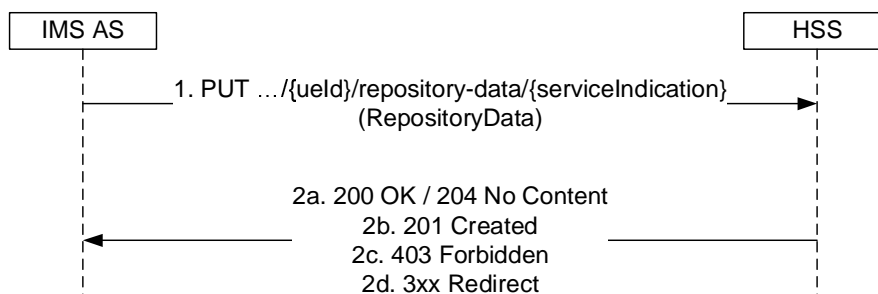 IMS AS
HSS
1. PUT …/{ueId}/repository-data/{serviceIndication}
(RepositoryData)
2a. 200 OK / 204 No Content
2b. 201 Created
2c. 403 Forbidden
2d. 3xx Redirect